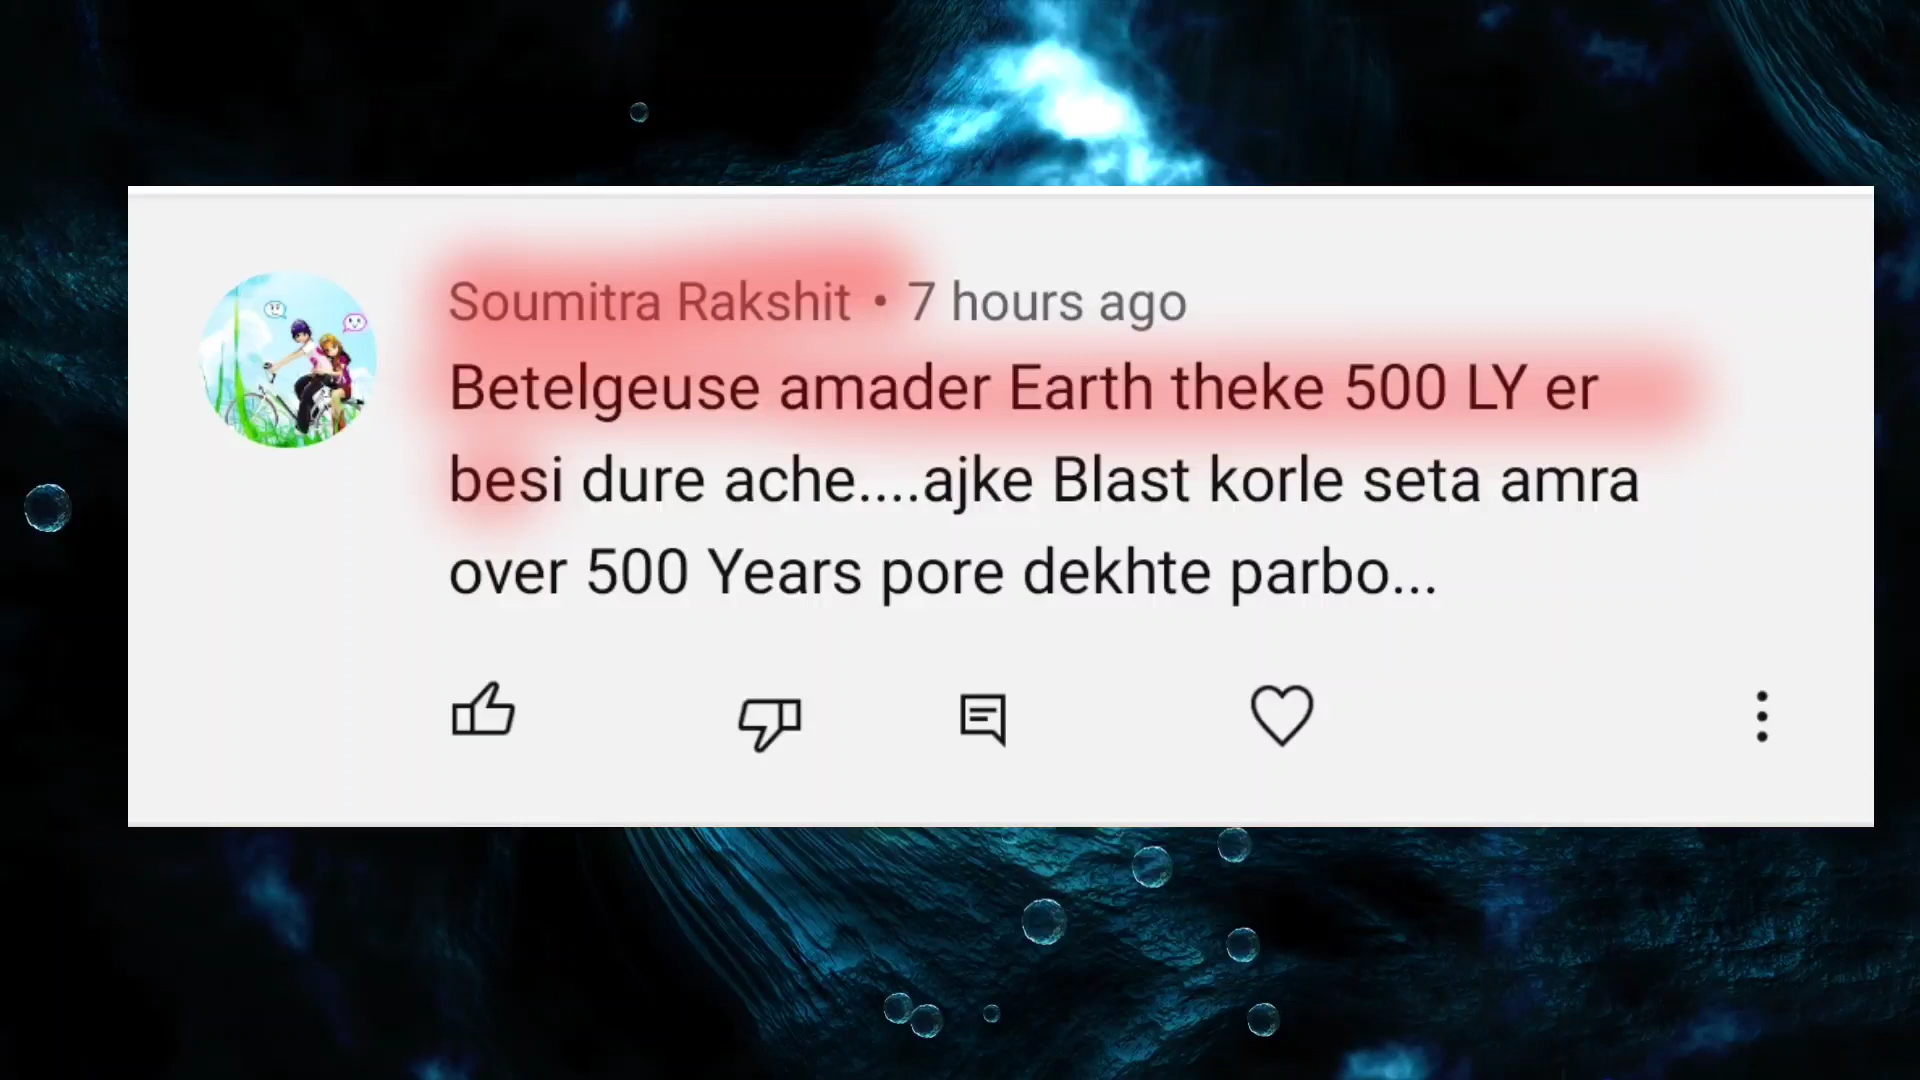 Soumitra Rakshit • 7 hours ago
Betelgeuse amader Earth theke 500 LY er
besi dure ache....ajke Blast korle seta amra
over 500 Years pore dekhte parbo...